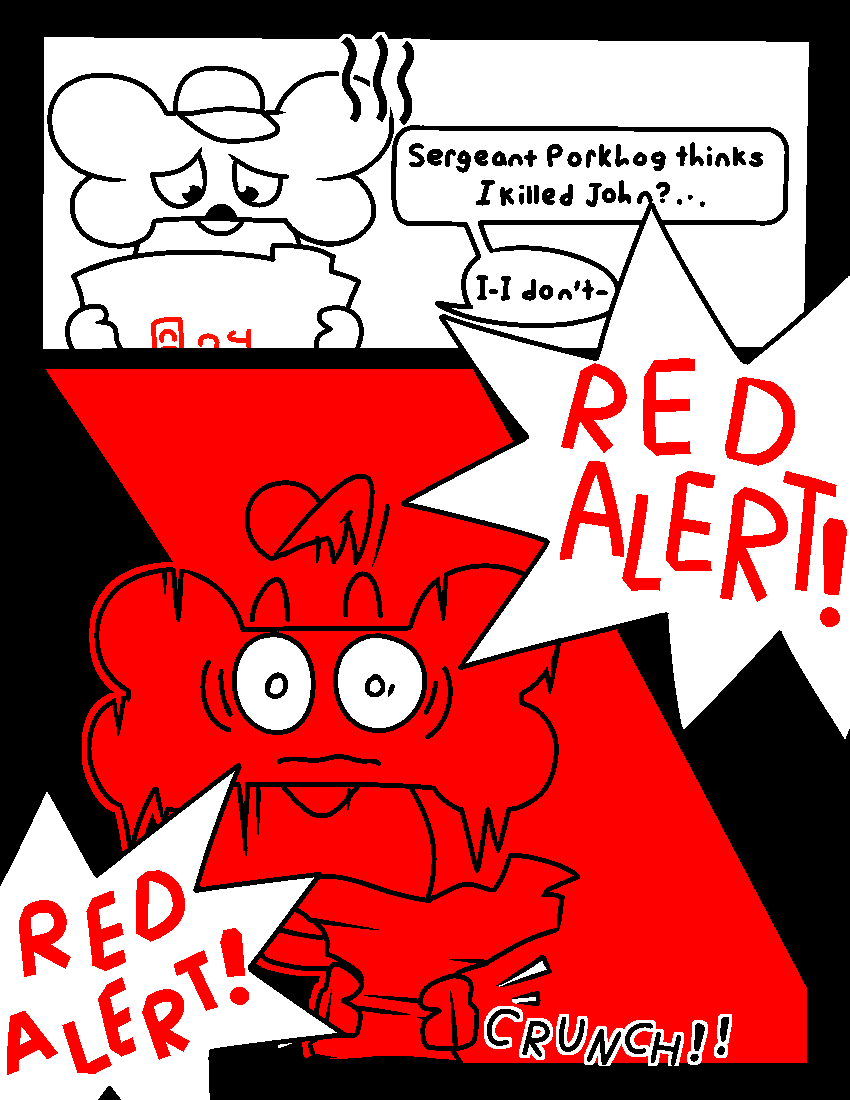 Sergeant Porkhog thinks
I killed John?...
I-I don't-
RED
ALERT!
RED
ALERT!
CRUNCH!!